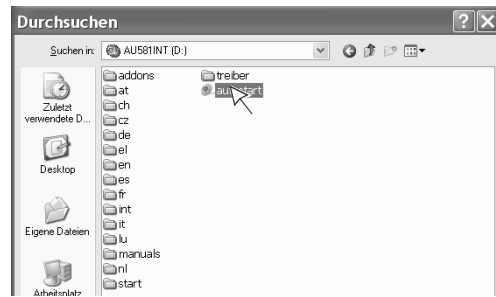 Durchsuchen
Suchen in: AU581INT (D:)
Zuletzt
verwendete D...
Desktop
Eigene Dateien
Arbeitsplatz
addons
at
ch
cz
de
el
en
es
fr
int
it
lu
manuals
nl
start
treiber